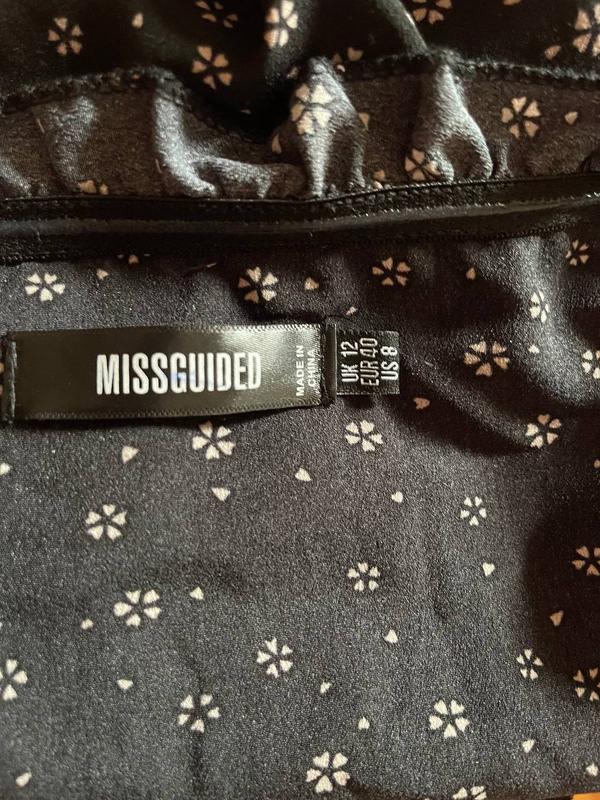 MISSGUIDED
MADE IN
CHINA
UK 12
EUR 40
US 8